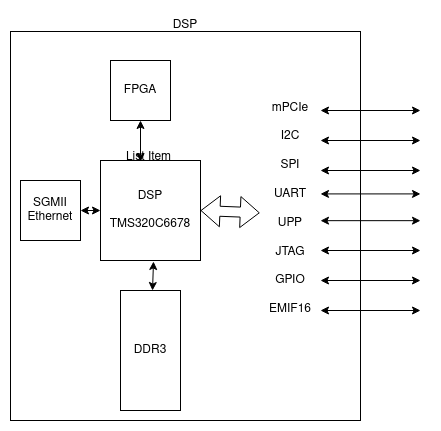 DSP
FPGA
List Item
DSP
TMS320C6678
SGMII
Ethernet
DDR3
mPCIe
I2C
SPI
UART
UPP
JTAG
GPIO
EMIF16